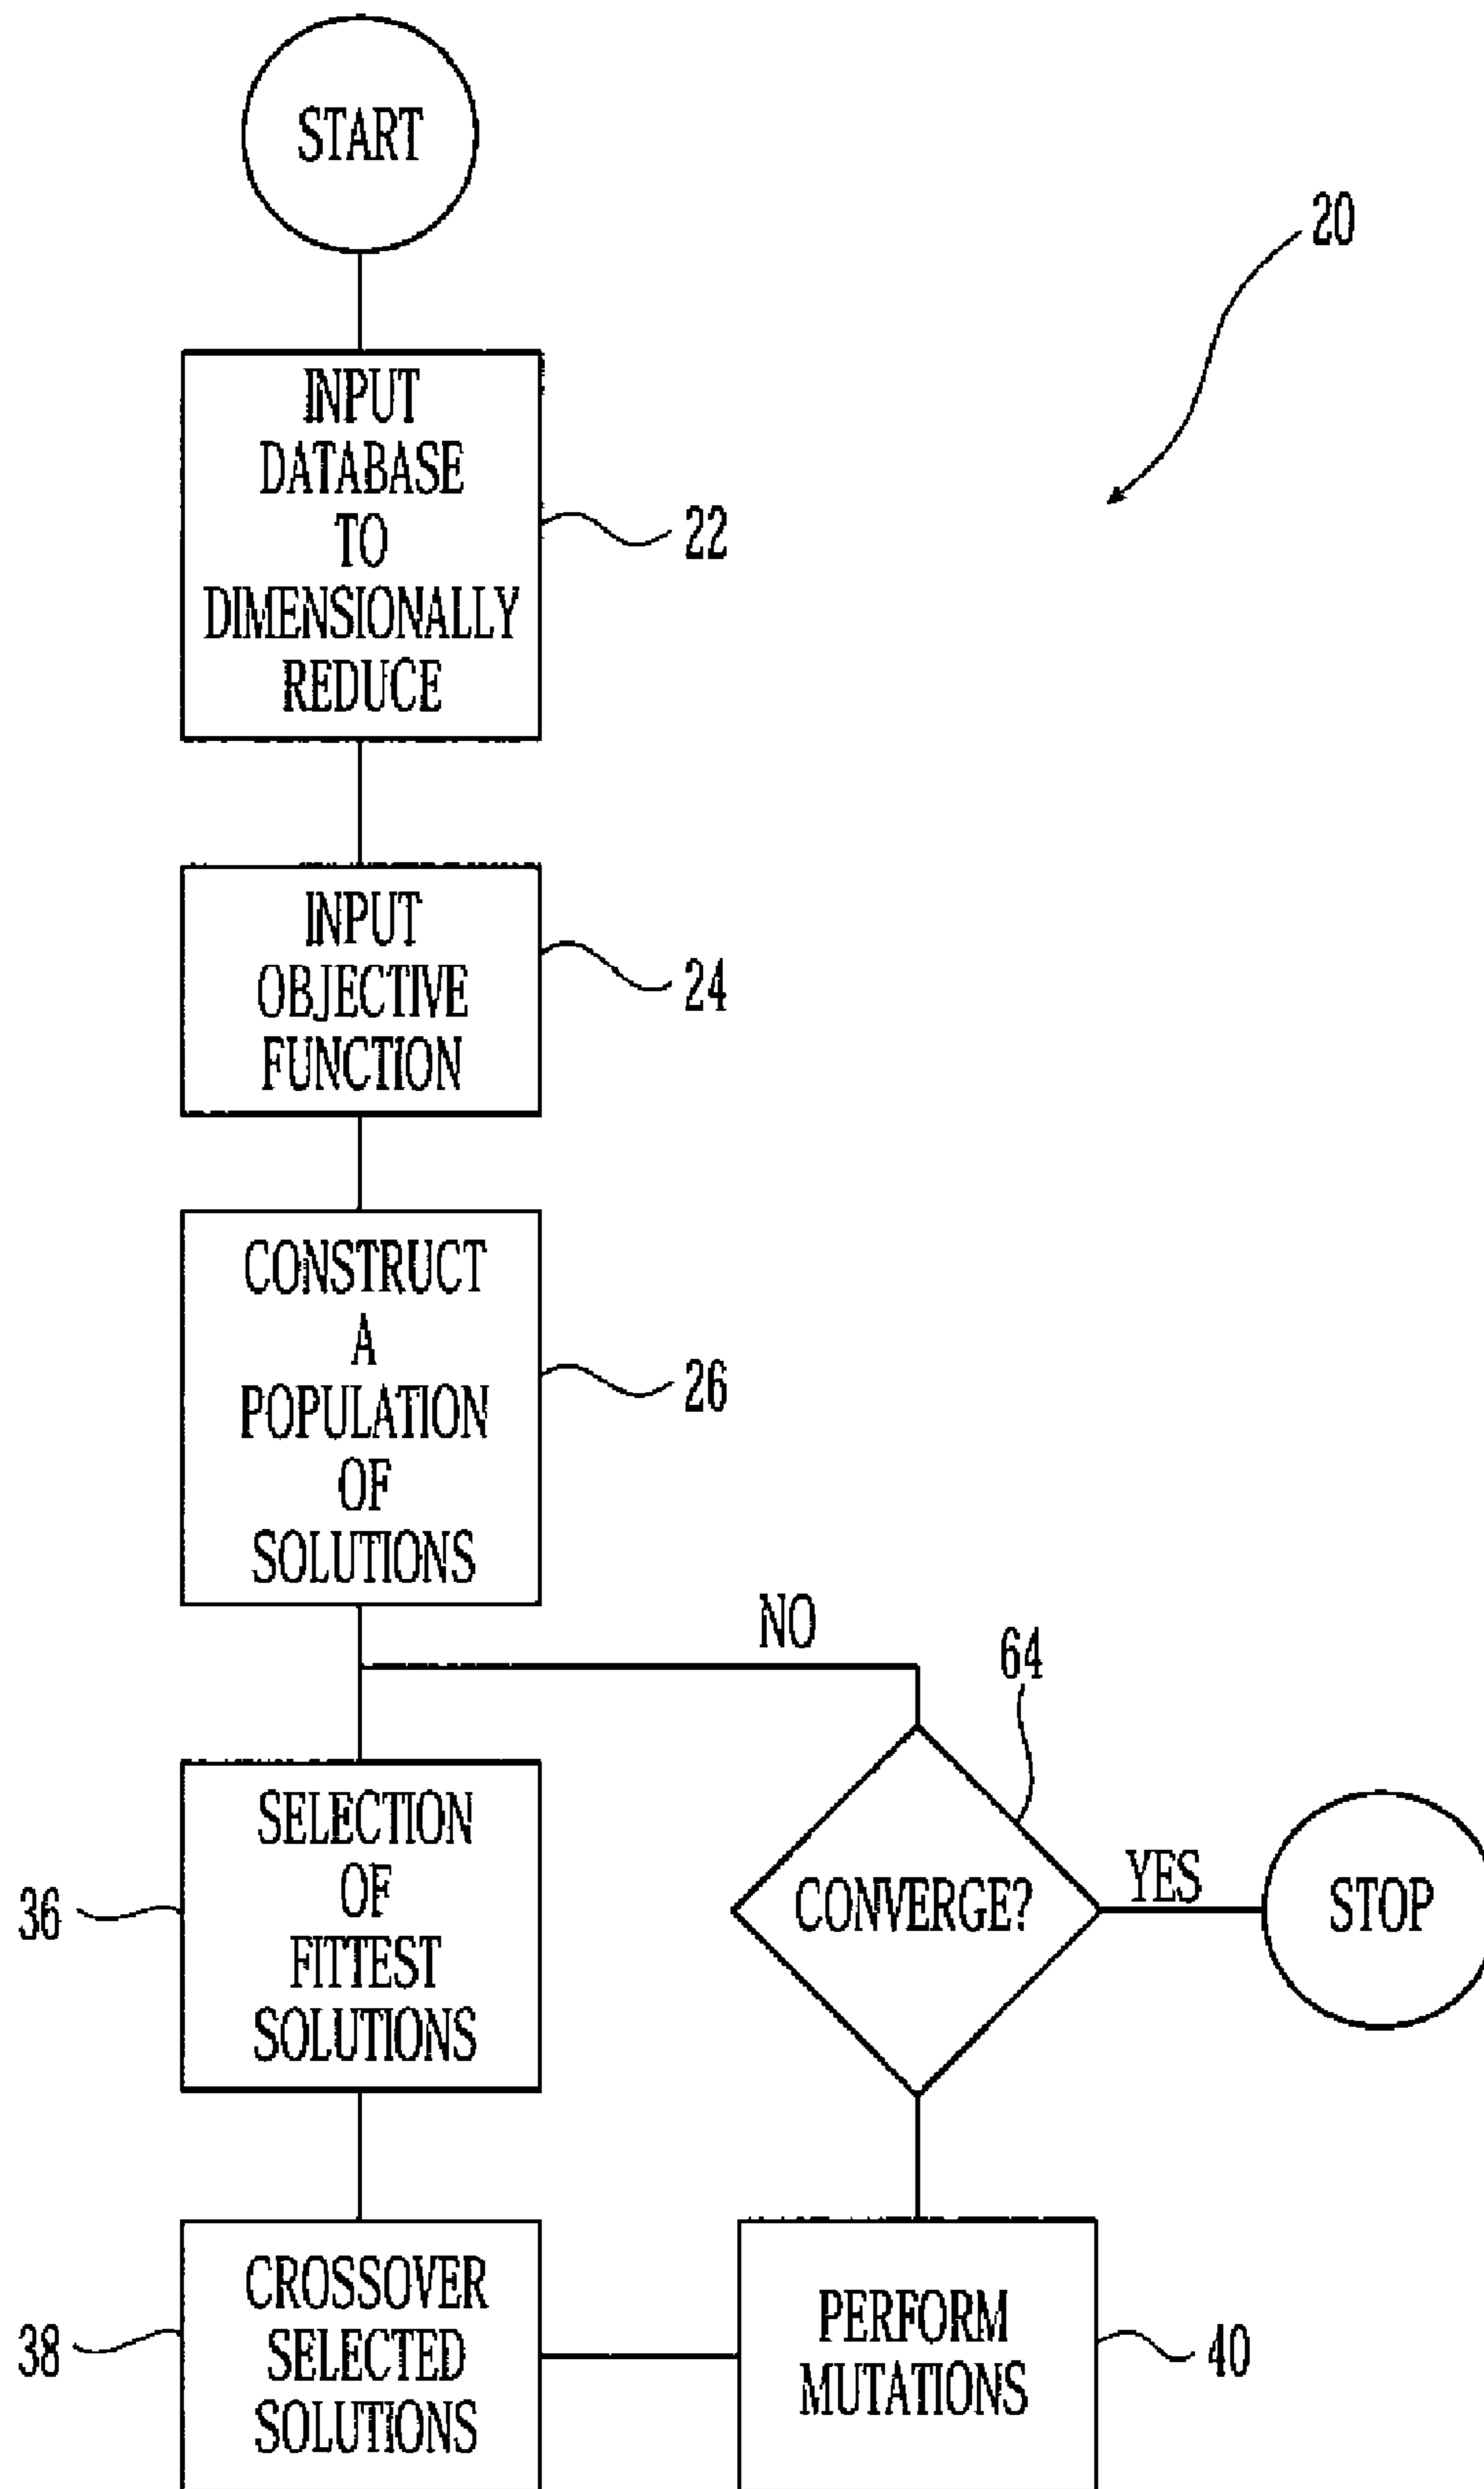 START
20
INPUT
DATABASE
TO
DIMENSIONALLY
REDUCE
22
INPUT
OBJECTIVE
FUNCTION
24
CONSTRUCT
A
POPULATION
OF
SOLUTIONS
26
NO
64
SELECTION
OF
FITTEST
SOLUTIONS
36
CONVERGE?
YES
STOP
CROSSOVER
SELECTED
SOLUTIONS
38
PERFORM
MUTATIONS
40